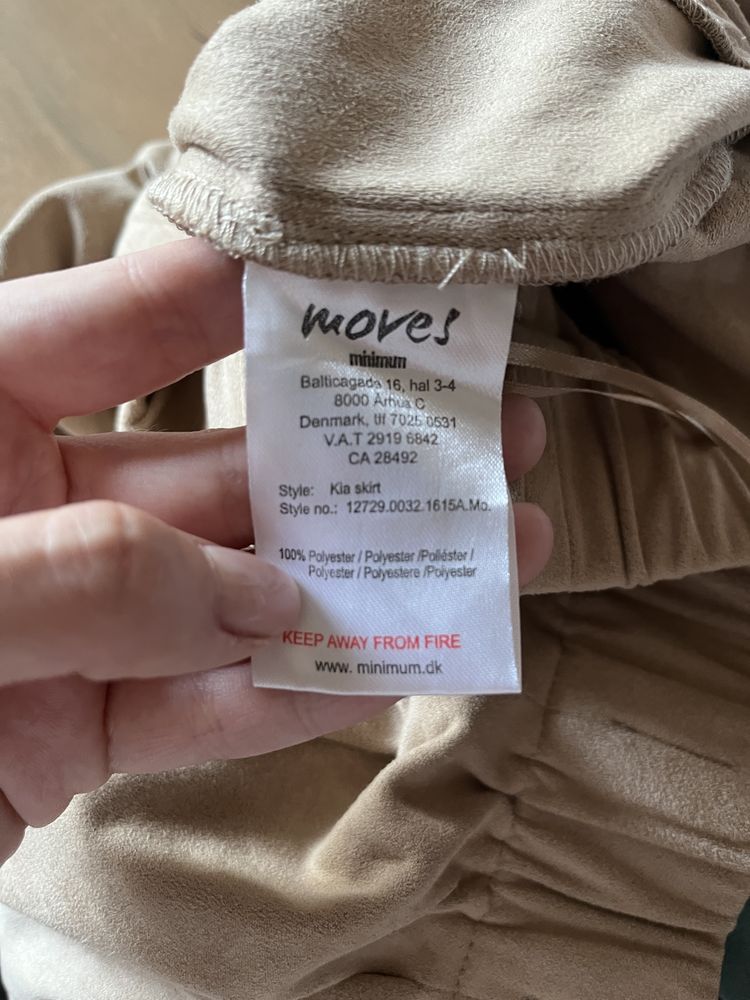 moves
minimum
Balticagade 16, hal 3-4
8000 Århus C
Denmark, tlf 7025 0531
V.A.T 2919 6842
CA 28492
Style: Kia skirt
Style no.: 12729.0032.1615A.Mo.
100% Polyester / Polyester /Poliéster /
Polyester / Polyestere /Polyester
KEEP AWAY FROM FIRE
www. minimum.dk